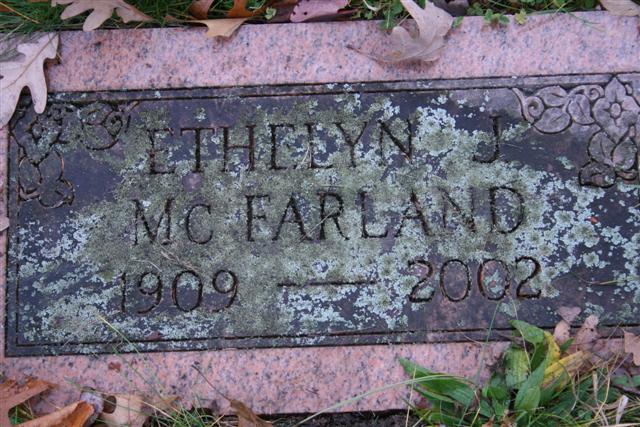 ETHELYN J
MC FARLAND
1909 — 2002